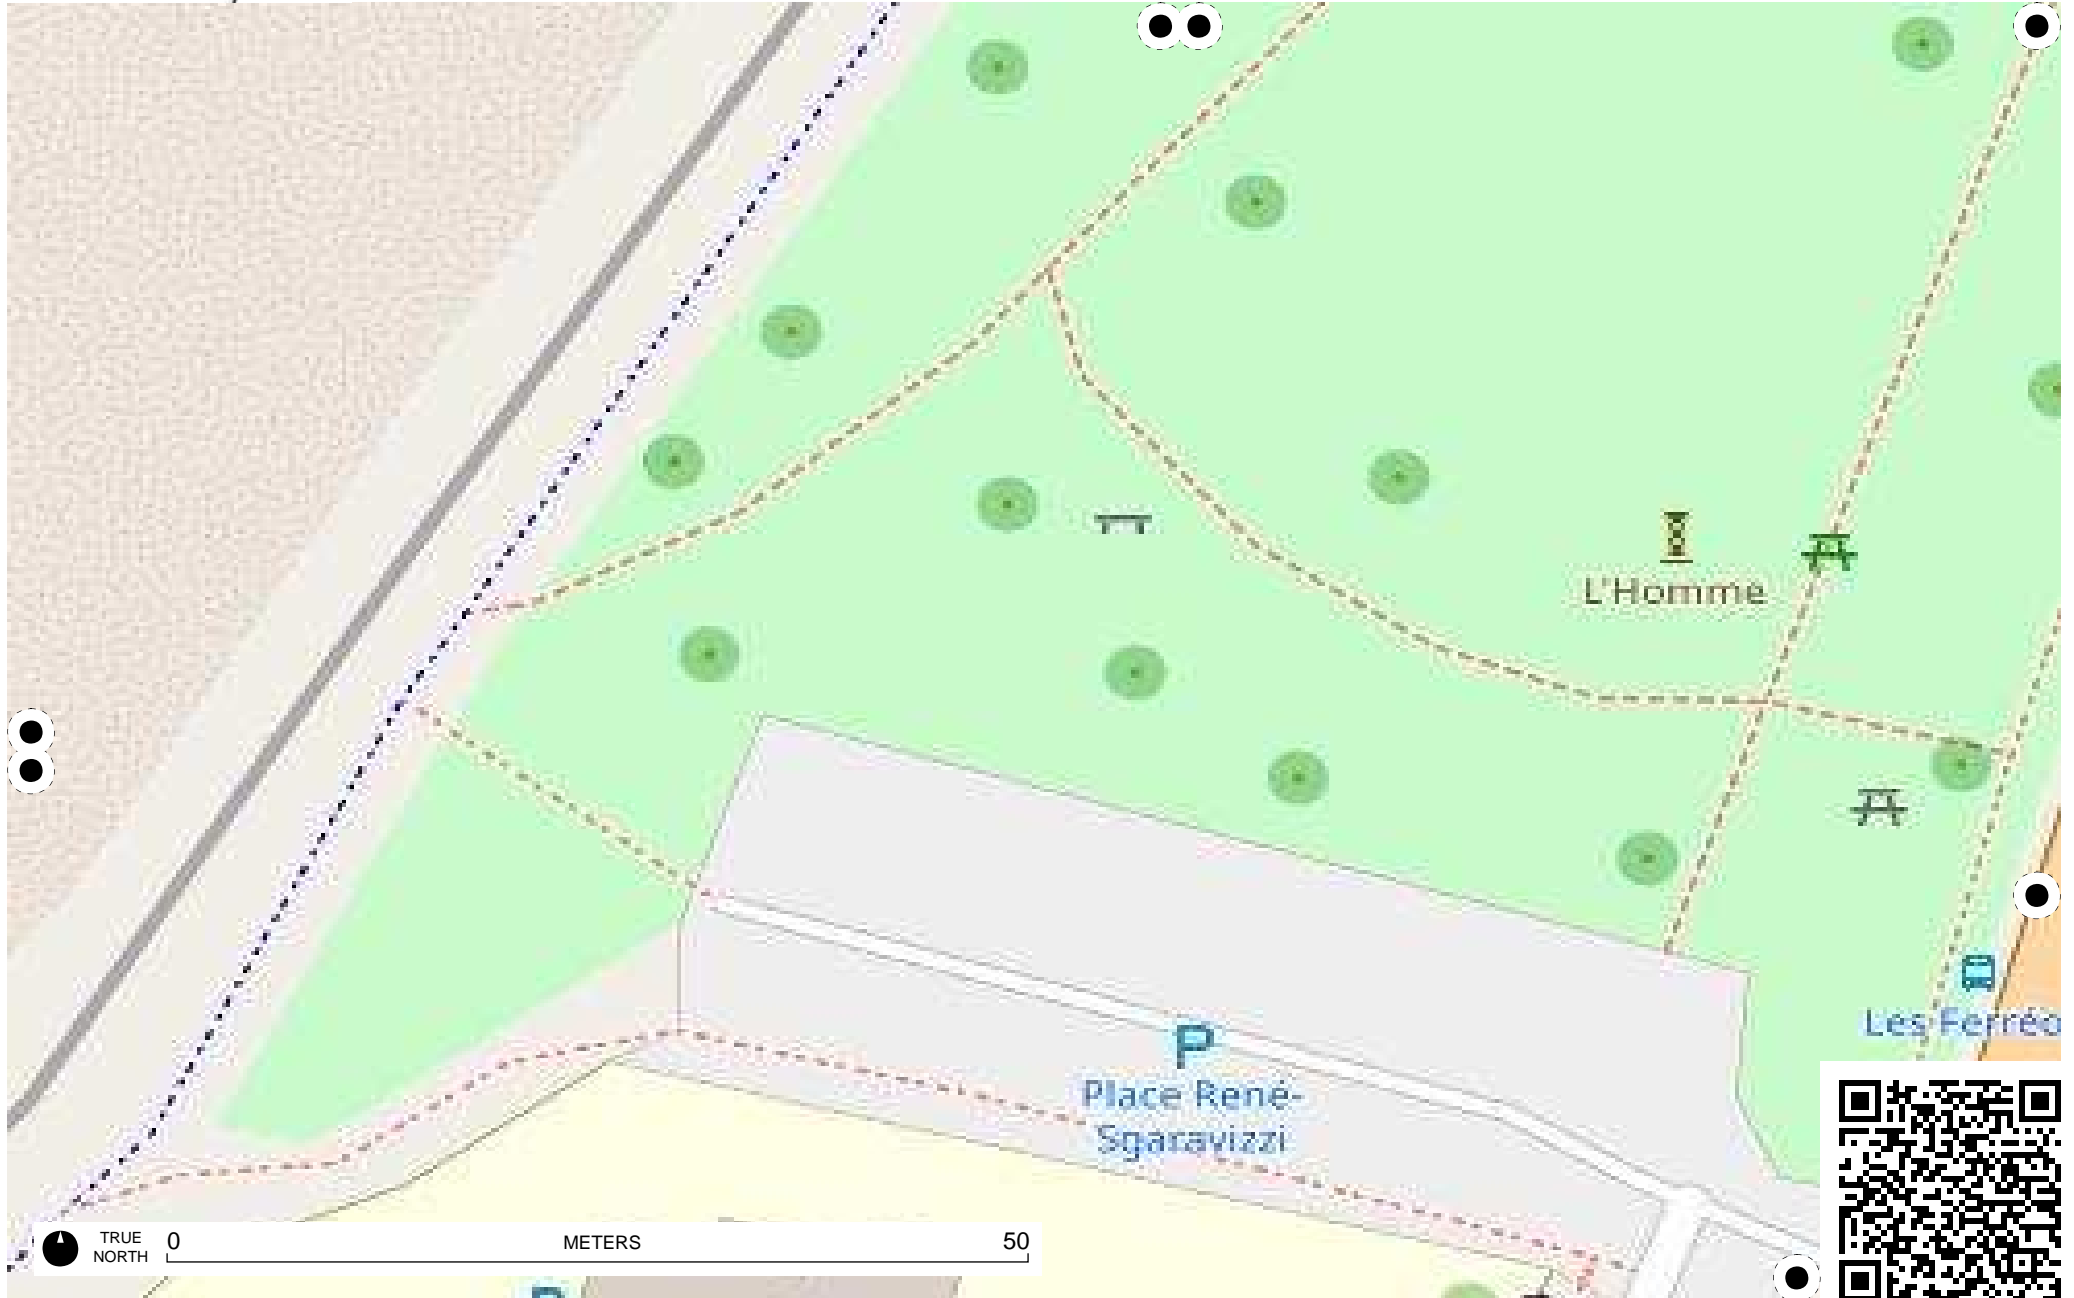 L'Homme
Les Ferréo
Place René-
Sgaravizzi
TRUE
NORTH
0
METERS
50